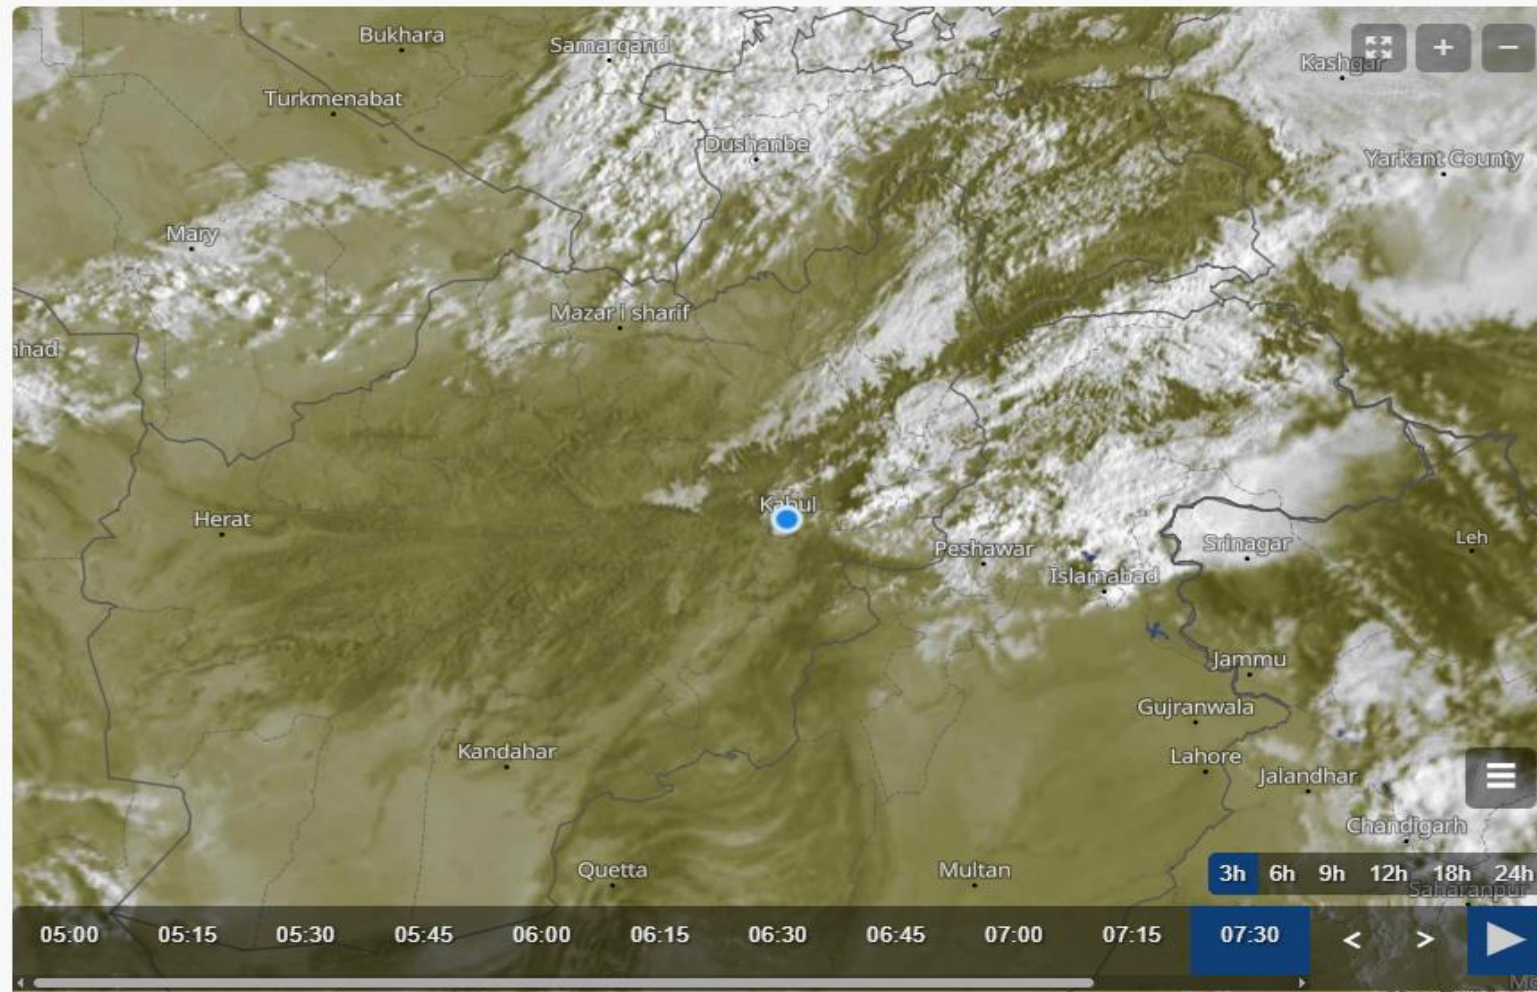 Bukhara
Samarqand
Kashgar
Turkmenabat
Dushanbe
Yarkant County
Mary
Mazar i sharif
hhad
Kabul
Herat
Srinagar
Leh
Peshawar
Islamabad
Jammu
Gujranwala
Kandahar
Lahore
Jalandhar
Chandigarh
Quetta
Multan
3h 6h 9h 12h 18h 24h
Saharanpur
05:00 05:15 05:30 05:45 06:00 06:15 06:30 06:45 07:00 07:15 07:30 < >